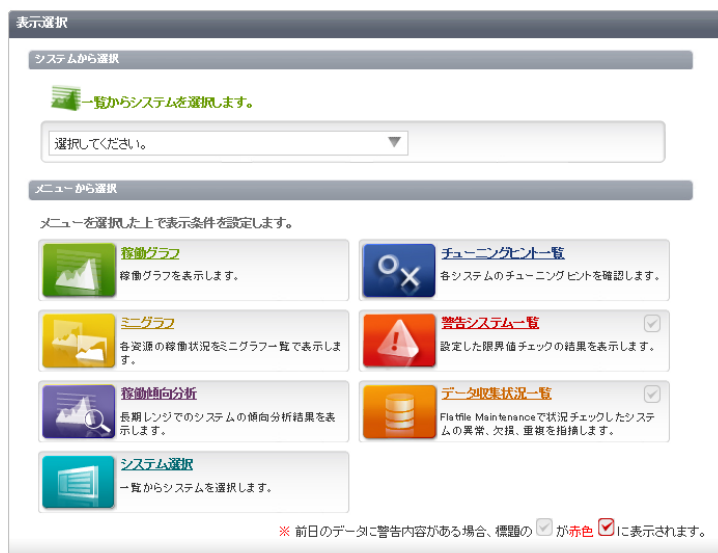 表示選択
システムから選択
一覧からシステムを選択します。
選択してください。
メニューから選択
メニューを選択した上で表示条件を設定します。
稼働グラフ
稼働グラフを表示します。
チューニングヒント一覧
各システムのチューニングヒントを確認します。
ミニグラフ
各資源の稼働状況をミニグラフ一覧で表示しま
す。
警告システム一覧
設定した限界値チェックの結果を表示します。
稼働傾向分析
長期レンジでのシステムの傾向分析結果を表
示します。
データ収集状況一覧
Flatfile Maintenanceで状況チェックしたシステ
ムの異常、欠損、重複を指摘します。
システム選択
一覧からシステムを選択します。
※ 前日のデータに警告内容がある場合、標題の が赤色 に表示されます。